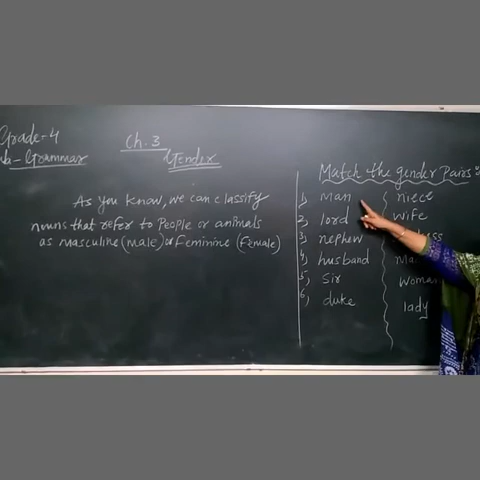 Grade-4
Sub-Grammar
Ch.3
Gender
As you know, we can classify
nouns that refer to People or animals
as masculine (male) or Feminine (Female)
Match the gender Pairs:
1, man niece
2, lord wife
3, nephew
4, husband
5, Sir woman
6, duke lady